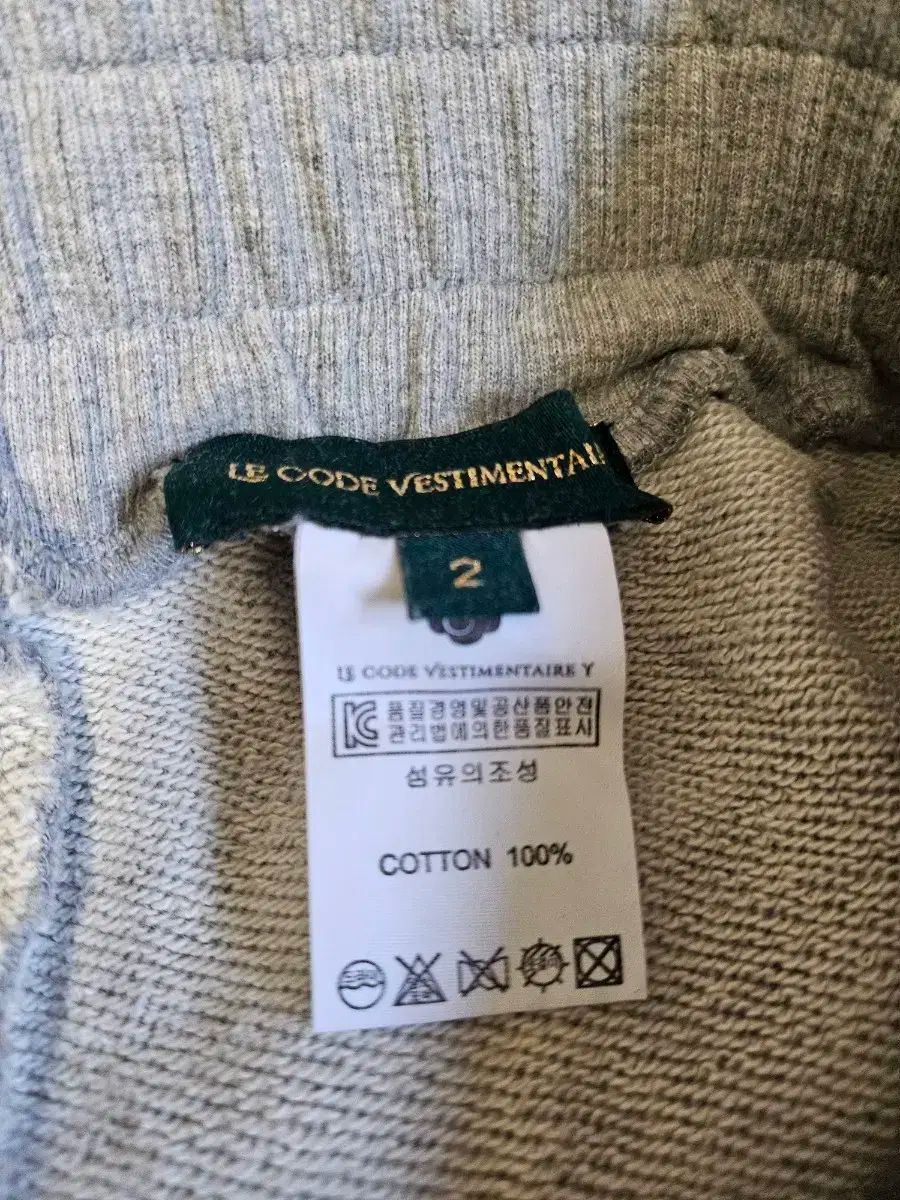 LE CODE VESTIMENTAI
2
LE CODE VESTIMENTAIRE Y
품질경영및공산품안전
관리법에의한품질표시
섬유의조성
COTTON 100%